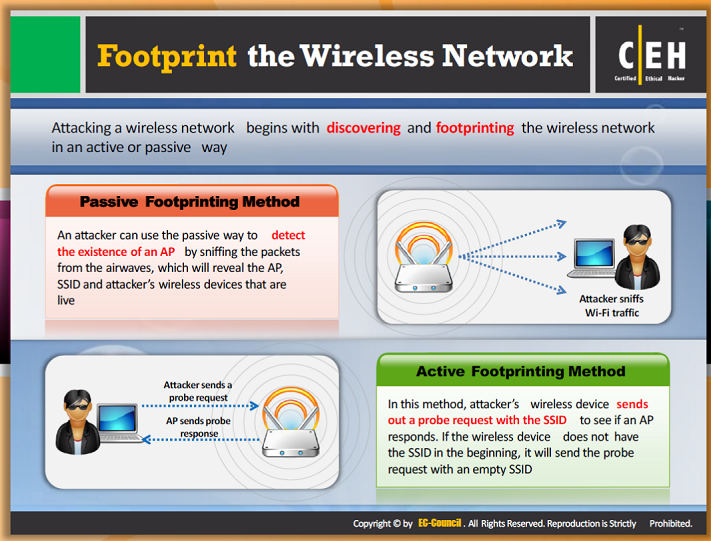 Footprint the Wireless Network
CEH
Certified Ethical Hacker
Attacking a wireless network begins with discovering and footprinting the wireless network
in an active or passive way
Passive Footprinting Method
An attacker can use the passive way to detect
the existence of an AP by sniffing the packets
from the airwaves, which will reveal the AP,
SSID and attacker's wireless devices that are
live
Attacker sniffs
Wi-Fi traffic
Attacker sends a
probe request
AP sends probe
response
Active Footprinting Method
In this method, attacker's wireless device sends
out a probe request with the SSID to see if an AP
responds. If the wireless device does not have
the SSID in the beginning, it will send the probe
request with an empty SSID
Copyright © by EC-Council. All Rights Reserved. Reproduction is Strictly Prohibited.